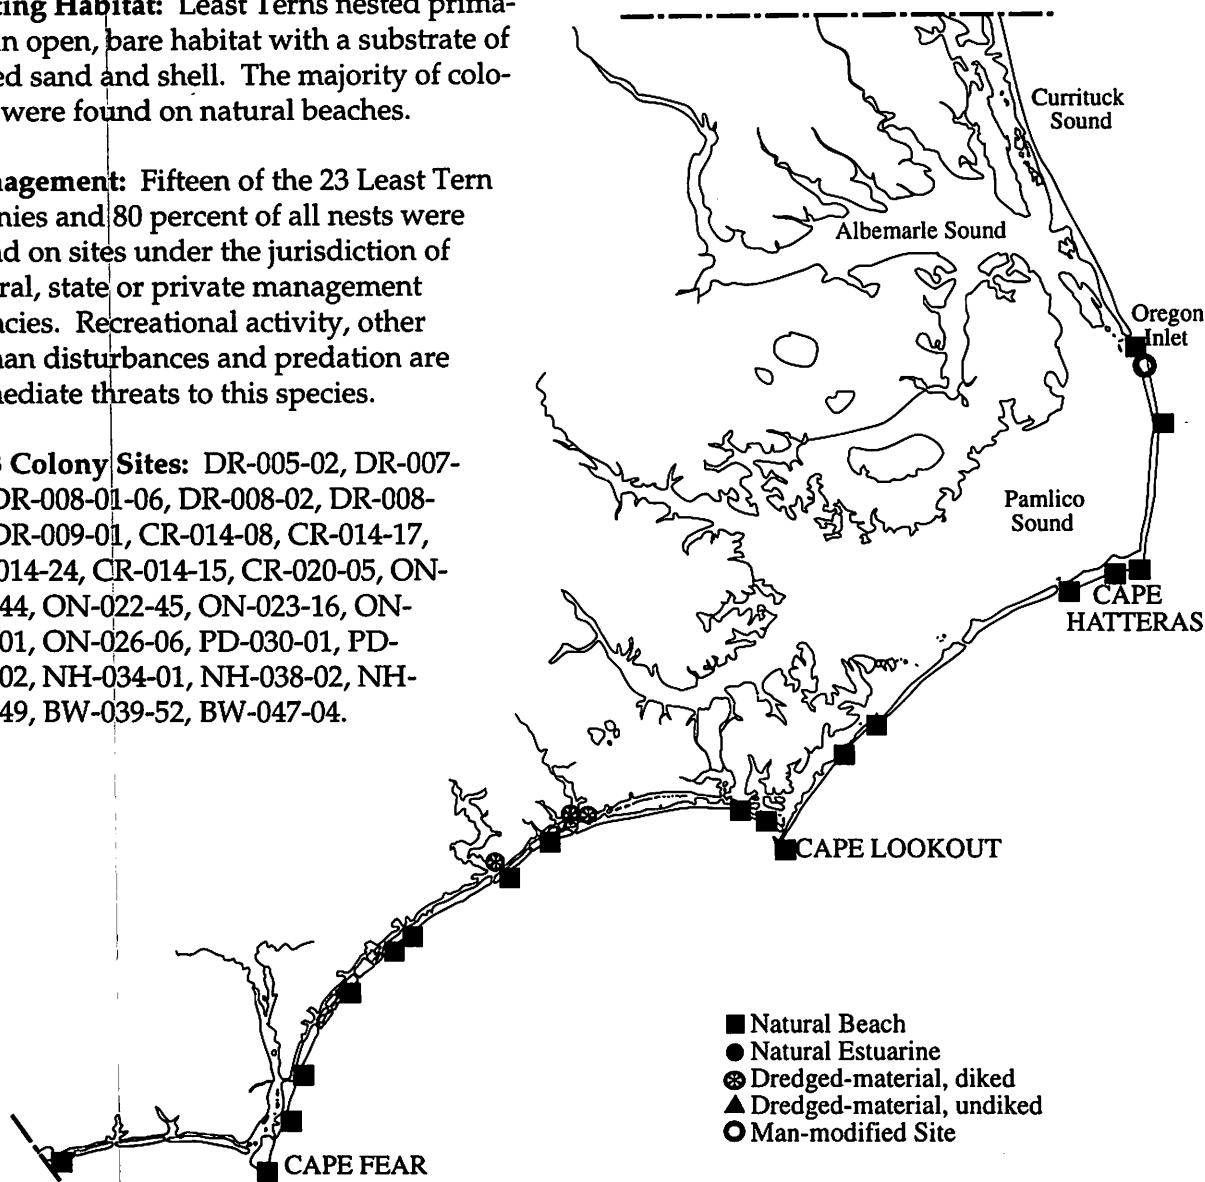 ting Habitat: Least Terns nested prima-
in open, bare habitat with a substrate of
ed sand and shell. The majority of colo-
were found on natural beaches.
nagement: Fifteen of the 23 Least Tern
nies and 80 percent of all nests were
nd on sites under the jurisdiction of
ral, state or private management
ncies. Recreational activity, other
nan disturbances and predation are
nediate threats to this species.
Colony Sites: DR-005-02, DR-007-
DR-008-01-06, DR-008-02, DR-008-
DR-009-01, CR-014-08, CR-014-17,
014-24, CR-014-15, CR-020-05, ON-
44, ON-022-45, ON-023-16, ON-
01, ON-026-06, PD-030-01, PD-
02, NH-034-01, NH-038-02, NH-
49, BW-039-52, BW-047-04.
Currituck
Sound
Albemarle Sound
Oregon
Inlet
Pamlico
Sound
CAPE
HATTERAS
CAPE LOOKOUT
CAPE FEAR
Natural Beach
Natural Estuarine
Dredged-material, diked
Dredged-material, undiked
Man-modified Site